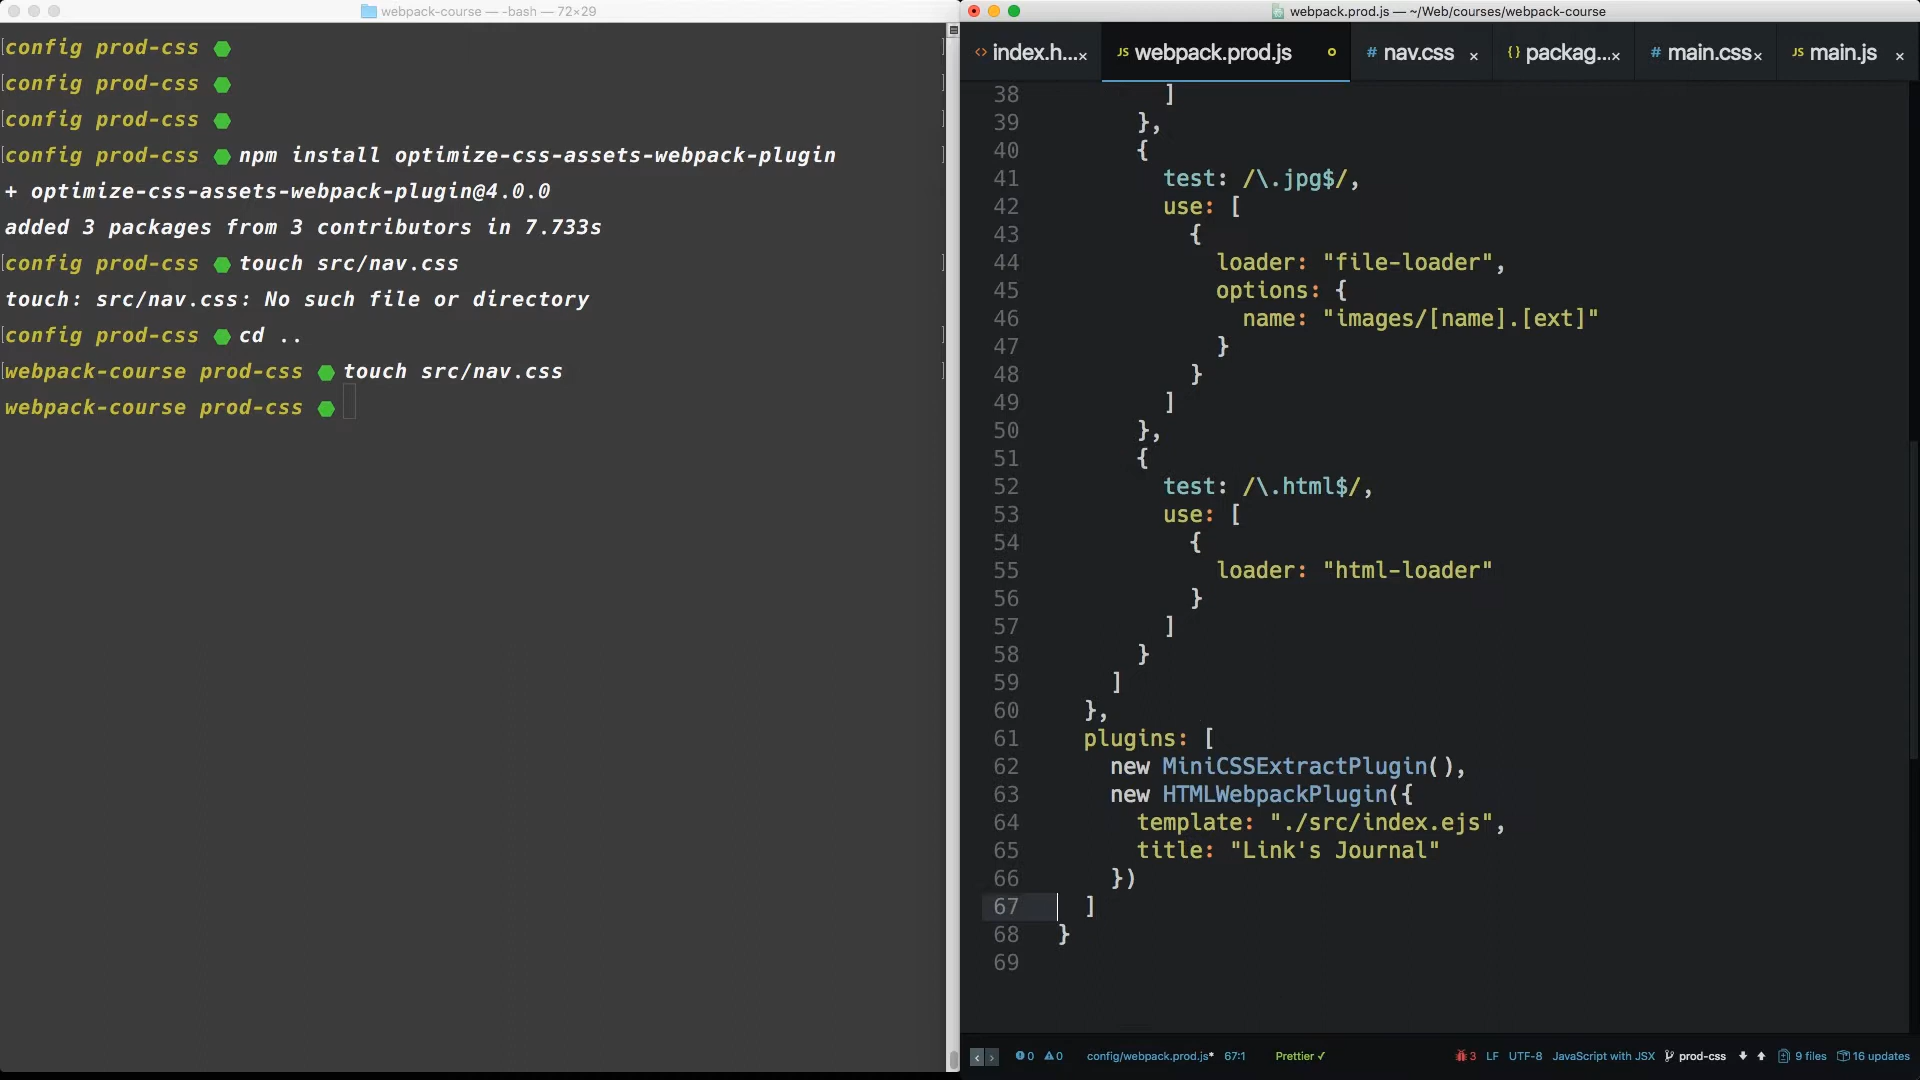 webpack-course — -bash — 72×29
config prod-css
config prod-css
config prod-css
config prod-css npm install optimize-css-assets-webpack-plugin
+ optimize-css-assets-webpack-plugin@4.0.0
added 3 packages from 3 contributors in 7.733s
config prod-css touch src/nav.css
touch: src/nav.css: No such file or directory
config prod-css cd ..
webpack-course prod-css touch src/nav.css
webpack-course prod-css
webpack.prod.js — ~/Web/courses/webpack-course
<> index.h... × JS webpack.prod.js # nav.css × {} packag... × # main.css × JS main.js ×
38 ]
39 },
40 {
41 test: /\.jpg$/,
42 use: [
43 {
44 loader: "file-loader",
45 options: {
46 name: "images/[name].[ext]"
47 }
48 }
49 ]
50 },
51 {
52 test: /\.html$/,
53 use: [
54 {
55 loader: "html-loader"
56 }
57 ]
58 }
59 ]
60 },
61 plugins: [
62 new MiniCSSExtractPlugin(),
63 new HTMLWebpackPlugin({
64 template: "./src/index.ejs",
65 title: "Link's Journal"
66 })
67 ]
68 }
69
0 0 config/webpack.prod.js* 67:1 Prettier ✓ 3 LF UTF-8 JavaScript with JSX prod-css 9 files 16 updates